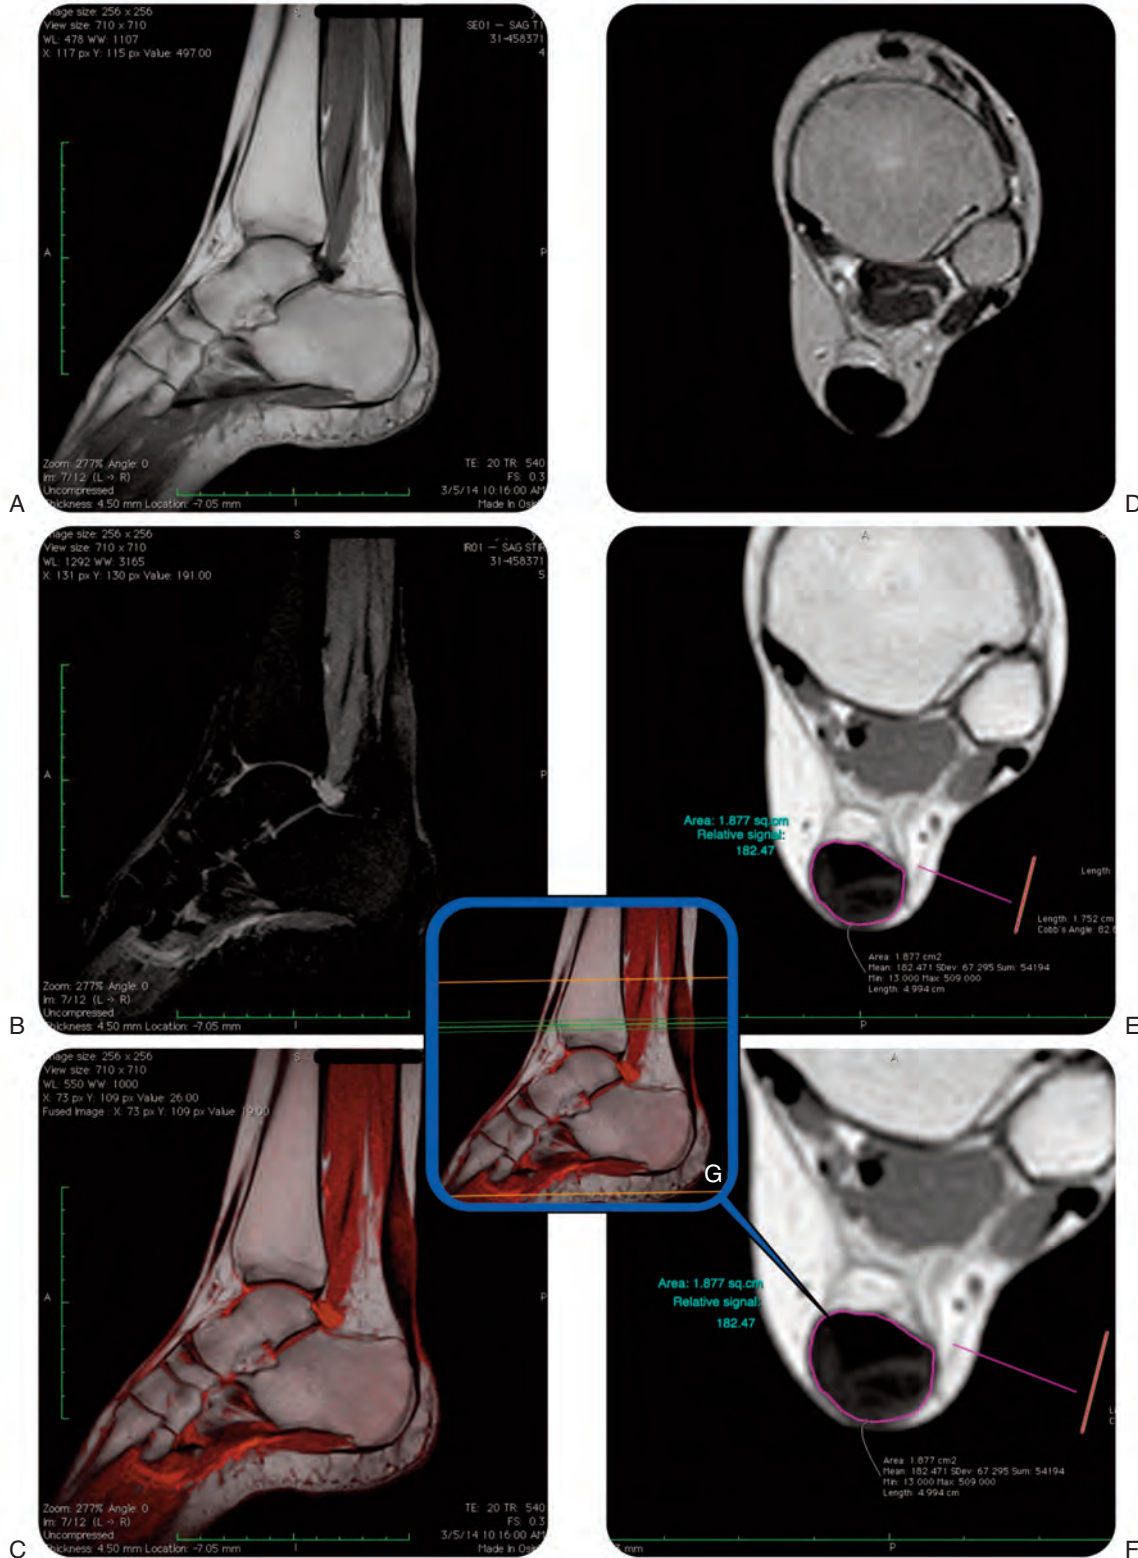 Image size: 256 x 256
View size: 710 x 710
WL: 478 WW: 1107
X: 117 px Y: 115 px Value: 497.00
S
SE01 — SAG T1
31-458371
4
A
P
Zoom: 277% Angle: 0
Im: 7/12 (L -> R)
Uncompressed
Thickness: 4.50 mm Location: -7.05 mm
I
TE: 20 TR: 540
FS: 0.3
3/5/14 10:16:00 AM
Made In Osir
A
D
Image size: 256 x 256
View size: 710 x 710
WL: 1292 WW: 3165
X: 131 px Y: 130 px Value: 191.00
S
IR01 — SAG STIR
31-458371
5
A
P
Zoom: 277% Angle: 0
Im: 7/12 (L -> R)
Uncompressed
Thickness: 4.50 mm Location: -7.05 mm
I
B
A
Area: 1.877 sq.cm
Relative signal:
182.47
Length
Length: 1.752 cm
Cobb's Angle: 82.6
Area: 1.877 cm2
Mean: 182.471 SDev: 67.295 Sum: 54194
Min: 13.000 Max: 509.000
Length: 4.994 cm
P
E
G
Image size: 256 x 256
View size: 710 x 710
WL: 550 WW: 1000
X: 73 px Y: 109 px Value: 26.00
Fused Image : X: 73 px Y: 109 px Value: 19.00
S
A
P
Zoom: 277% Angle: 0
Im: 7/12 (L -> R)
Uncompressed
Thickness: 4.50 mm Location: -7.05 mm
I
TE: 20 TR: 540
FS: 0.3
3/5/14 10:16:00 AM
Made In Osir
C
A
Area: 1.877 sq.cm
Relative signal:
182.47
Area: 1.877 cm2
Mean: 182.471 SDev: 67.295 Sum: 54194
Min: 13.000 Max: 509.000
Length: 4.994 cm
mm
P
F